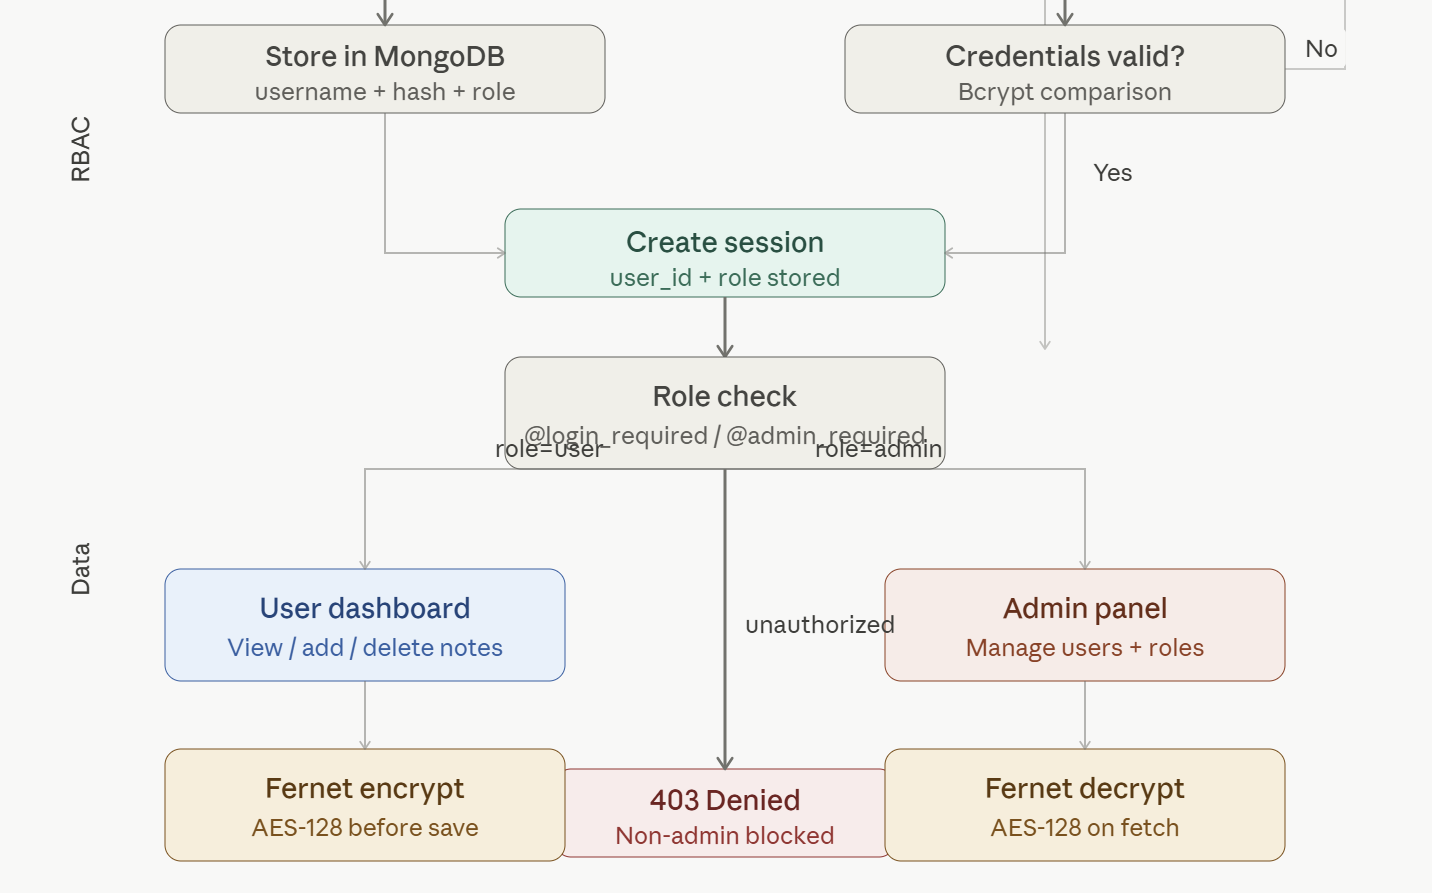 Store in MongoDB
username + hash + role
Credentials valid?
Bcrypt comparison
No
RBAC
Yes
Create session
user_id + role stored
Role check
@login_required / @admin_required
role=user
role=admin
Data
User dashboard
View / add / delete notes
unauthorized
Admin panel
Manage users + roles
Fernet encrypt
AES-128 before save
403 Denied
Non-admin blocked
Fernet decrypt
AES-128 on fetch